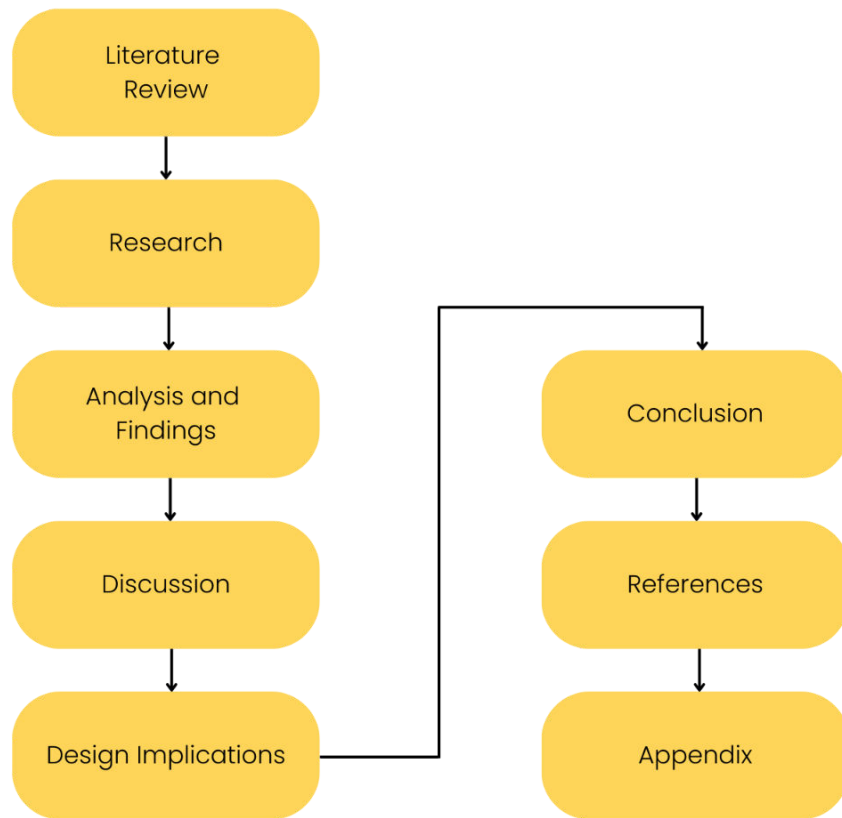 Literature
Review
Research
Analysis and
Findings
Discussion
Design Implications
Conclusion
References
Appendix